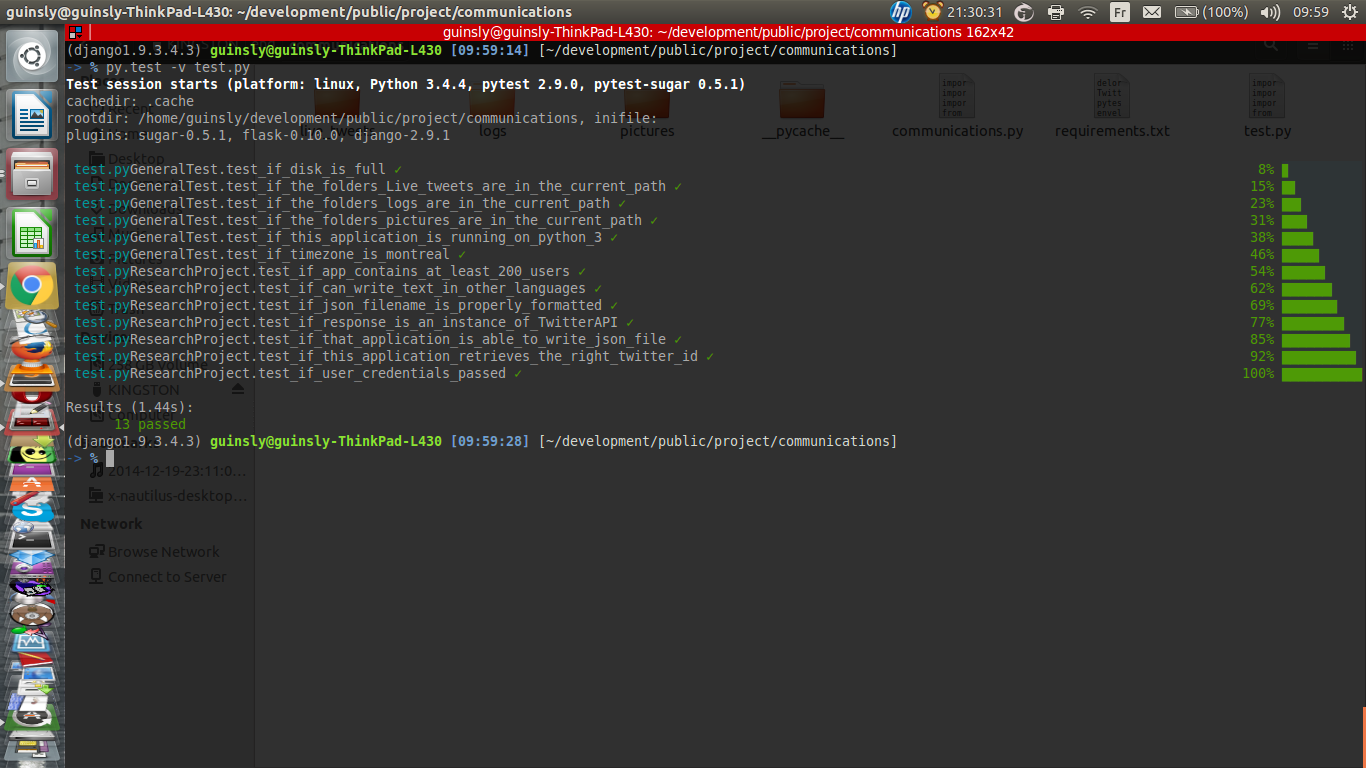 guinsly@guinsly-ThinkPad-L430: ~/development/public/project/communications
21:30:31
Fr
(100%)
09:59
guinsly@guinsly-ThinkPad-L430: ~/development/public/project/communications 162x42
(django1.9.3.4.3) guinsly@guinsly-ThinkPad-L430 [09:59:14] [~/development/public/project/communications]
-> % py.test -v test.py
Test session starts (platform: linux, Python 3.4.4, pytest 2.9.0, pytest-sugar 0.5.1)
cachedir: .cache
rootdir: /home/guinsly/development/public/project/communications, inifile:
plugins: sugar-0.5.1, flask-0.10.0, django-2.9.1
logs
pictures
__pycache__
communications.py
requirements.txt
test.py
test.pyGeneralTest.test_if_disk_is_full ✓ 8%
test.pyGeneralTest.test_if_the_folders_Live_tweets_are_in_the_current_path ✓ 15%
test.pyGeneralTest.test_if_the_folders_logs_are_in_the_current_path ✓ 23%
test.pyGeneralTest.test_if_the_folders_pictures_are_in_the_current_path ✓ 31%
test.pyGeneralTest.test_if_this_application_is_running_on_python_3 ✓ 38%
test.pyGeneralTest.test_if_timezone_is_montreal ✓ 46%
test.pyResearchProject.test_if_app_contains_at_least_200_users ✓ 54%
test.pyResearchProject.test_if_can_write_text_in_other_languages ✓ 62%
test.pyResearchProject.test_if_json_filename_is_properly_formatted ✓ 69%
test.pyResearchProject.test_if_response_is_an_instance_of_TwitterAPI ✓ 77%
test.pyResearchProject.test_if_that_application_is_able_to_write_json_file ✓ 85%
test.pyResearchProject.test_if_this_application_retrieves_the_right_twitter_id ✓ 92%
test.pyResearchProject.test_if_user_credentials_passed ✓ 100%
Results (1.44s):
13 passed
(django1.9.3.4.3) guinsly@guinsly-ThinkPad-L430 [09:59:28] [~/development/public/project/communications]
-> %
Desktop
KINGSTON
Computer
2014-12-19-23:11:0...
x-nautilus-desktop...
Network
Browse Network
Connect to Server